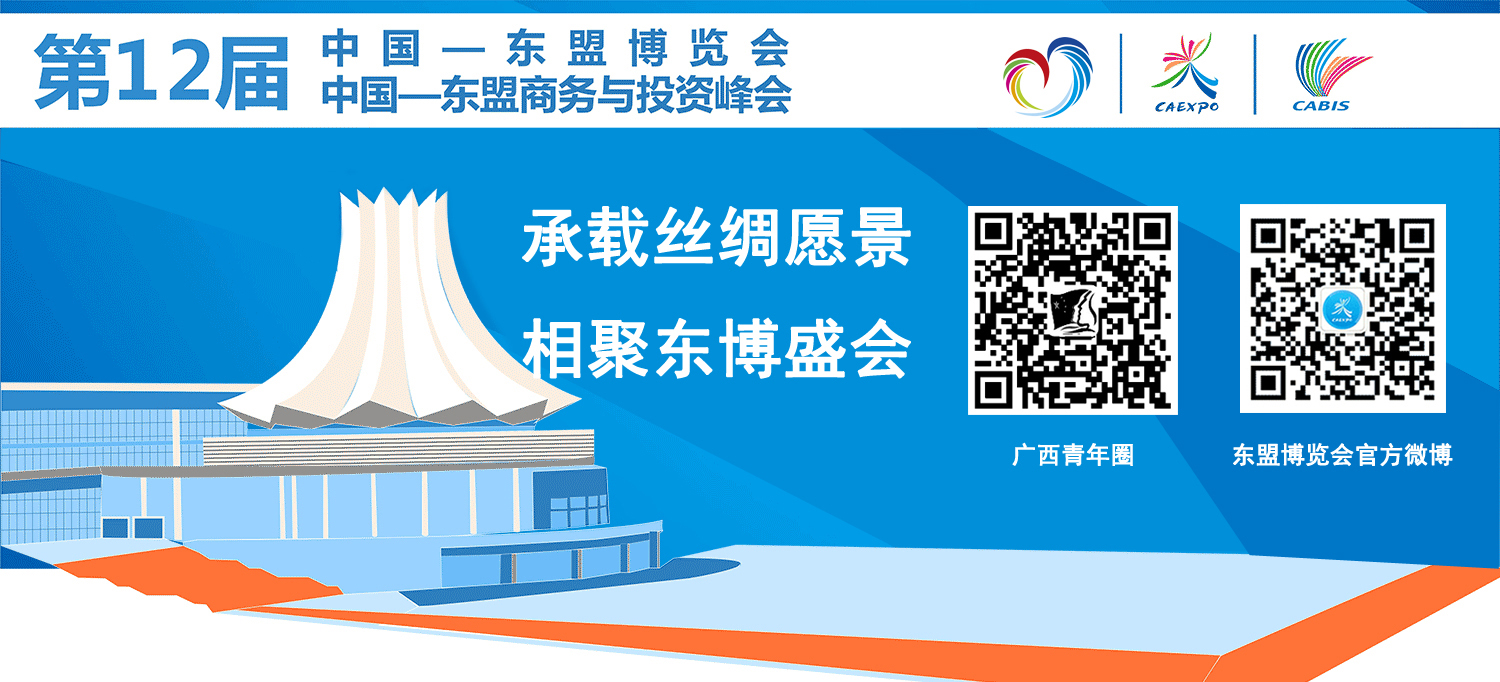 第12届
中国—东盟博览会
中国—东盟商务与投资峰会
CAEXPO
CABIS
承载丝绸愿景
相聚东博盛会
广西青年圈
东盟博览会官方微博